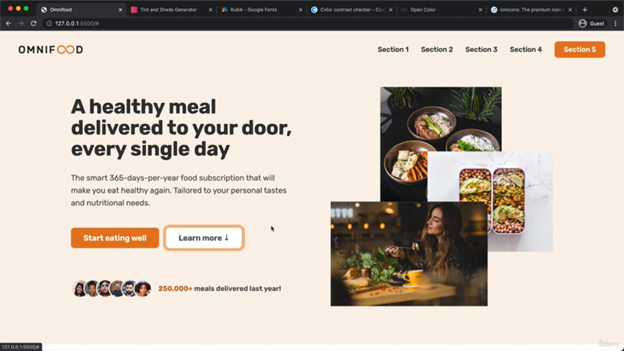 Omnifood
Tint and Shade Generator
Rubik - Google Fonts
Color contrast checker - Co
Open Color
Ionicons: The premium icon
127.0.0.1:5500/#
Guest
OMNIFOOD
Section 1
Section 2
Section 3
Section 4
Section 5
A healthy meal
delivered to your door,
every single day
The smart 365-days-per-year food subscription that will
make you eat healthy again. Tailored to your personal tastes
and nutritional needs.
Start eating well
Learn more ↓
250,000+ meals delivered last year!
127.0.0.1:5500/#
Udemy